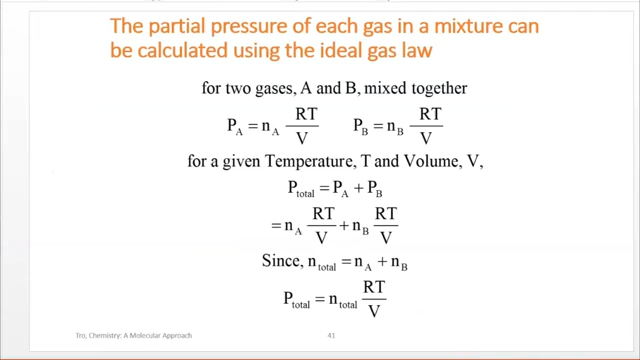 The partial pressure of each gas in a mixture can
be calculated using the ideal gas law
for two gases, A and B, mixed together
P_A = n_A RT/V    P_B = n_B RT/V
for a given Temperature, T and Volume, V,
P_total = P_A + P_B
= n_A RT/V + n_B RT/V
Since, n_total = n_A + n_B
P_total = n_total RT/V
Tro, Chemistry: A Molecular Approach    41